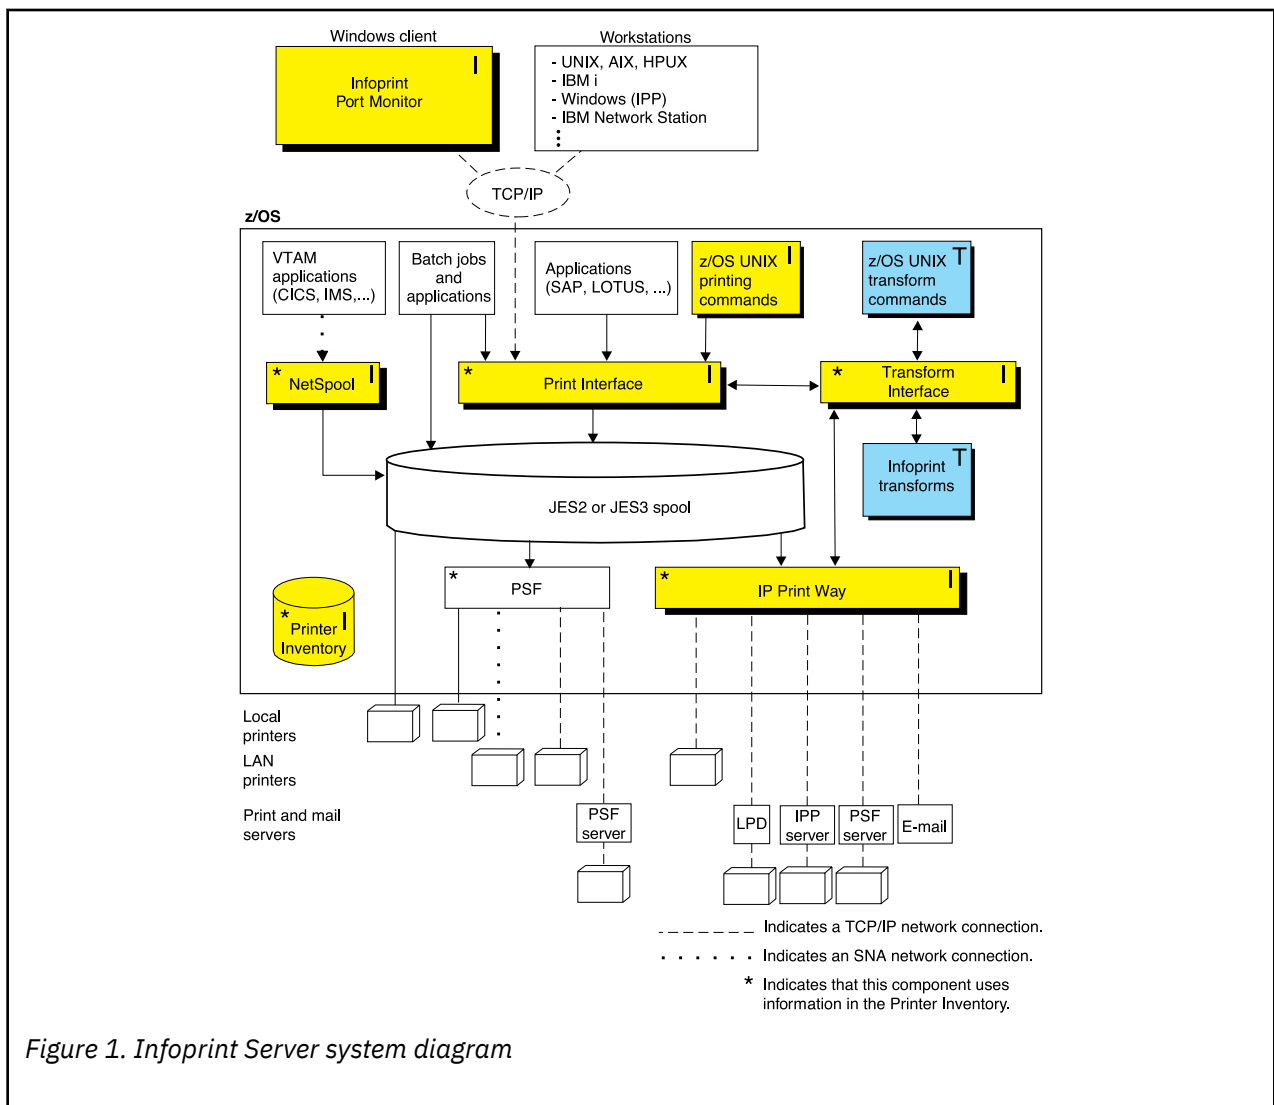 Windows client
Workstations
Infoprint
Port Monitor
I
- UNIX, AIX, HPUX
- IBM i
- Windows (IPP)
- IBM Network Station
TCP/IP
z/OS
VTAM
applications
(CICS, IMS,...)
Batch jobs
and
applications
Applications
(SAP, LOTUS, ...)
z/OS UNIX
printing
commands
I
z/OS UNIX
transform
commands
T
* NetSpool I
* Print Interface I
* Transform
Interface
I
Infoprint
transforms
T
JES2 or JES3 spool
* PSF
* IP Print Way I
* Printer
Inventory
I
Local
printers
LAN
printers
Print and mail
servers
PSF
server
LPD
IPP
server
PSF
server
E-mail
Indicates a TCP/IP network connection.
Indicates an SNA network connection.
* Indicates that this component uses
information in the Printer Inventory.
Figure 1. Infoprint Server system diagram